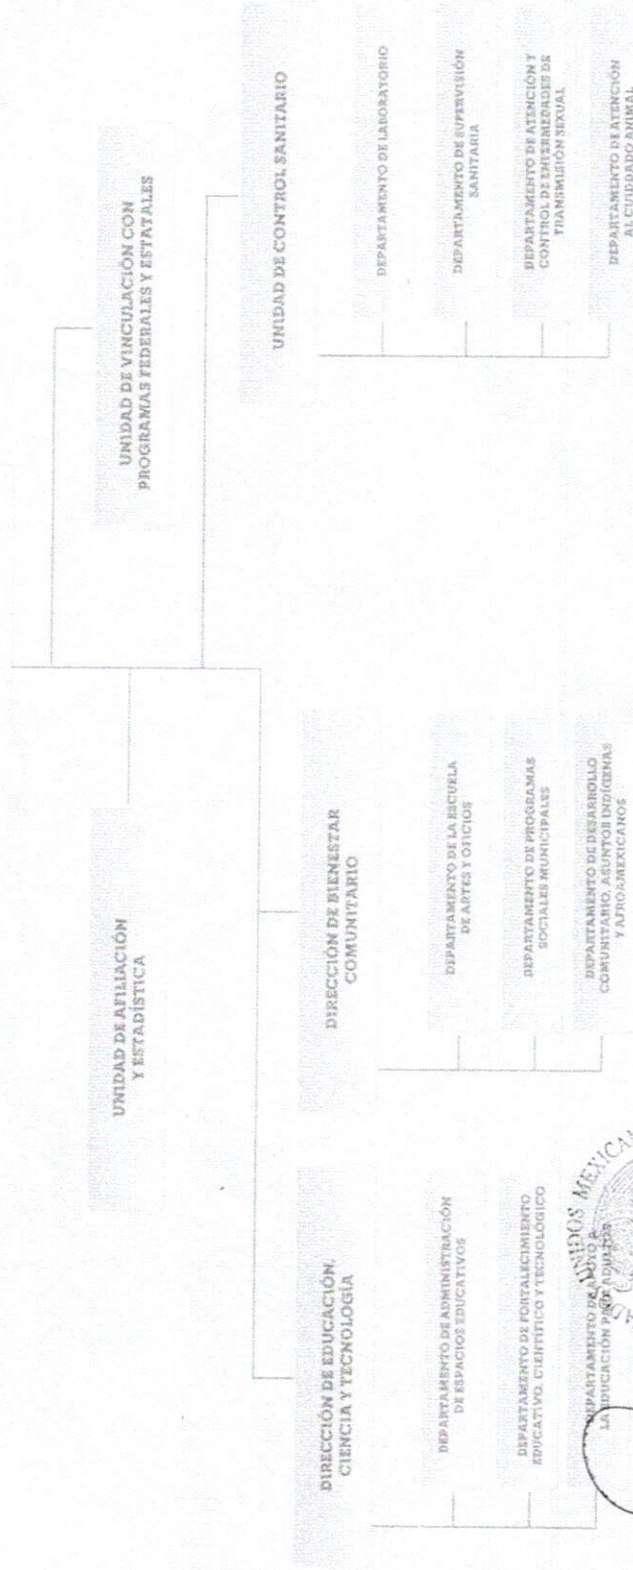 UNIDAD DE AFILIACIÓN
Y ESTADÍSTICA
UNIDAD DE VINCULACIÓN CON
PROGRAMAS FEDERALES Y ESTATALES
DIRECCIÓN DE EDUCACIÓN,
CIENCIA Y TECNOLOGÍA
DEPARTAMENTO DE ADMINISTRACIÓN
DE ESPACIOS EDUCATIVOS
DEPARTAMENTO DE FORTALECIMIENTO
EDUCATIVO, CIENTÍFICO Y TECNOLÓGICO
DEPARTAMENTO DE APOYO A
LA EDUCACIÓN PARA ADULTOS
DIRECCIÓN DE BIENESTAR
COMUNITARIO
DEPARTAMENTO DE LA ESCUELA
DE ARTES Y OFICIOS
DEPARTAMENTO DE PROGRAMAS
SOCIALES MUNICIPALES
DEPARTAMENTO DE DESARROLLO
COMUNITARIO, ASUNTOS INDÍGENAS
Y AFROAMEXICANOS
UNIDAD DE CONTROL SANITARIO
DEPARTAMENTO DE LABORATORIO
DEPARTAMENTO DE SUPERVISIÓN
SANITARIA
DEPARTAMENTO DE ATENCIÓN Y
CONTROL DE ENFERMEDADES DE
TRANSMISIÓN SEXUAL
DEPARTAMENTO DE ATENCIÓN
AL CUIDADO ANIMAL
UNIDOS